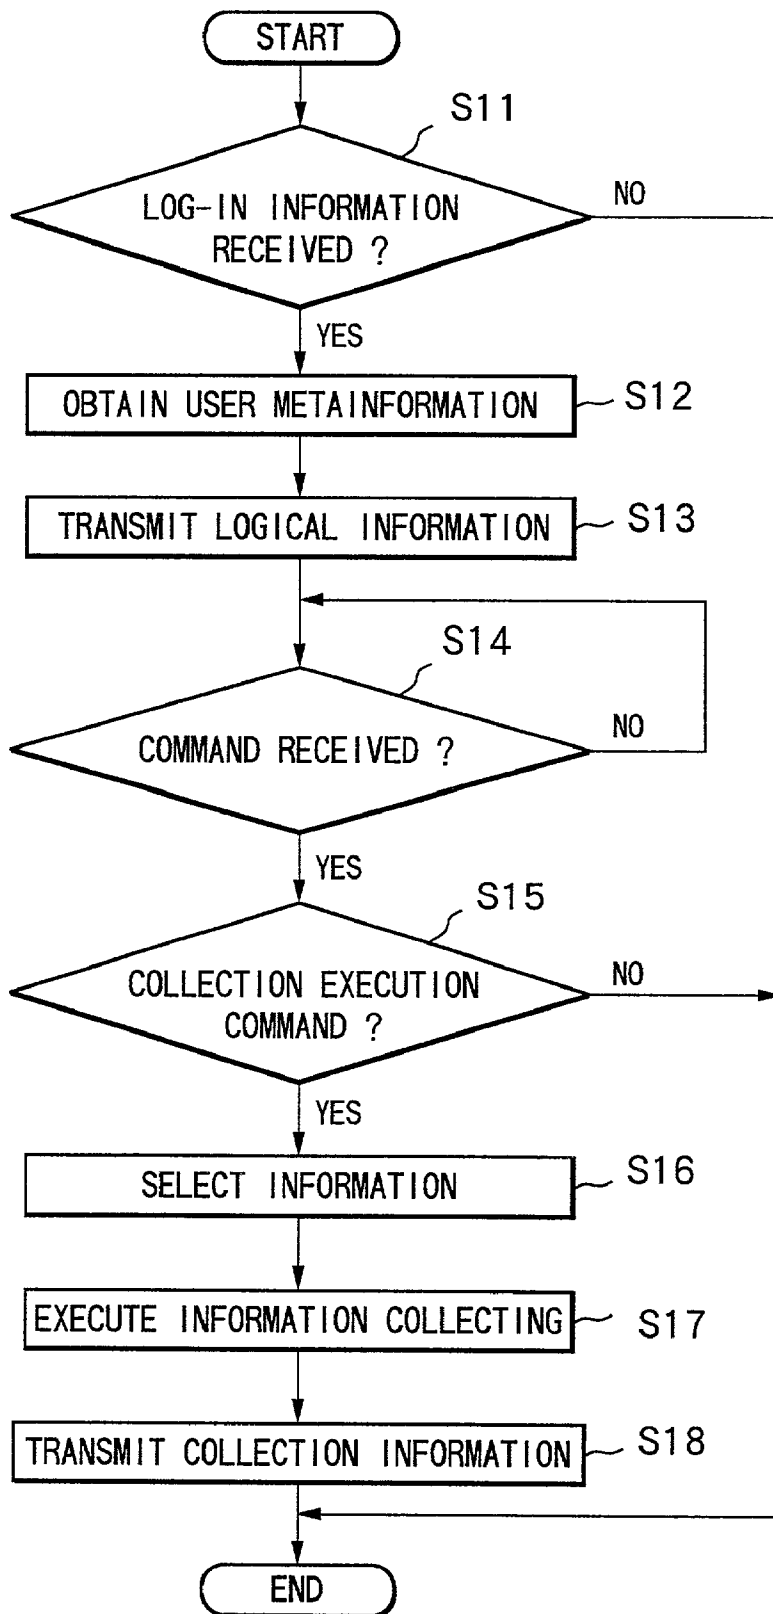 START
S11
LOG-IN INFORMATION
RECEIVED ?
NO
YES
OBTAIN USER METAINFORMATION
S12
TRANSMIT LOGICAL INFORMATION
S13
S14
COMMAND RECEIVED ?
NO
YES
S15
COLLECTION EXECUTION
COMMAND ?
NO
YES
SELECT INFORMATION
S16
EXECUTE INFORMATION COLLECTING
S17
TRANSMIT COLLECTION INFORMATION
S18
END